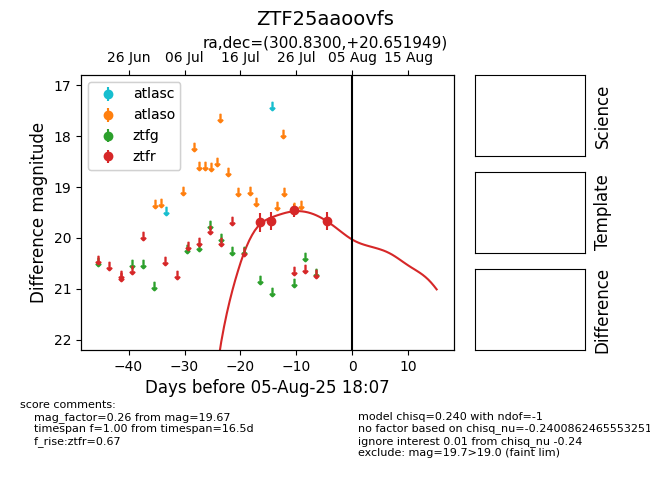 ZTF25aaoovfs
ra,dec=(300.8300,+20.651949)
26 Jun 06 Jul 16 Jul 26 Jul 05 Aug 15 Aug
atlasc
atlaso
ztfg
ztfr
17
18
19
20
21
22
Difference magnitude
−40 −30 −20 −10 0 10
Days before 05-Aug-25 18:07
Science
Template
Difference
score comments:
mag_factor=0.26 from mag=19.67
timespan f=1.00 from timespan=16.5d
f_rise:ztfr=0.67
model chisq=0.240 with ndof=-1
no factor based on chisq_nu=-0.2400862465553251
ignore interest 0.01 from chisq_nu -0.24
exclude: mag=19.7>19.0 (faint lim)